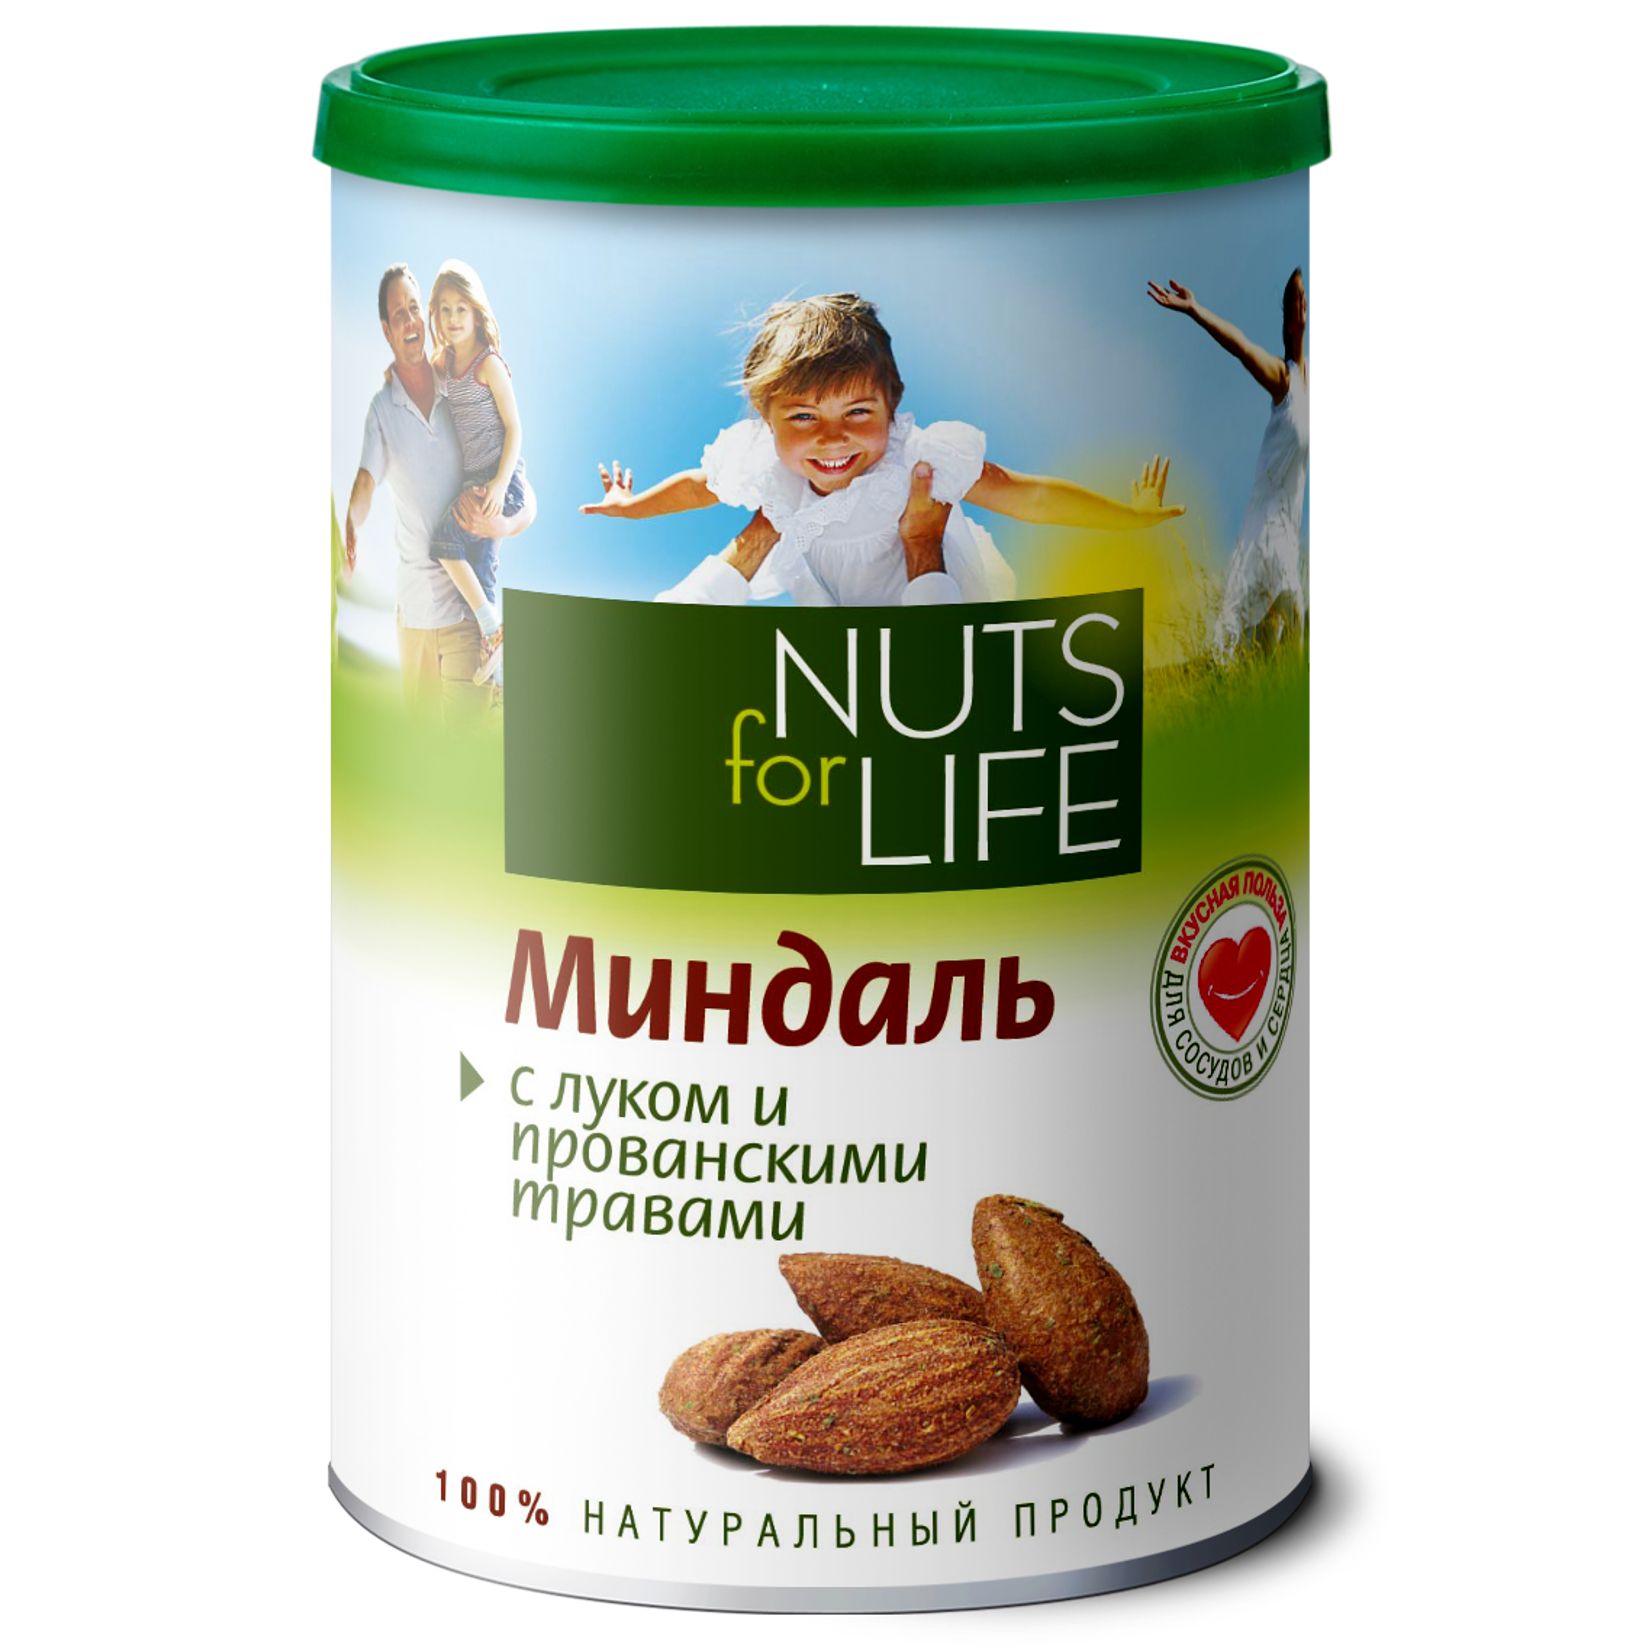 NUTS
for LIFE
Миндаль
с луком и
прованскими
травами
ВКУСНАЯ ПОЛЬЗА
ДЛЯ СОСУДОВ И СЕРДЦА
100% НАТУРАЛЬНЫЙ ПРОДУКТ